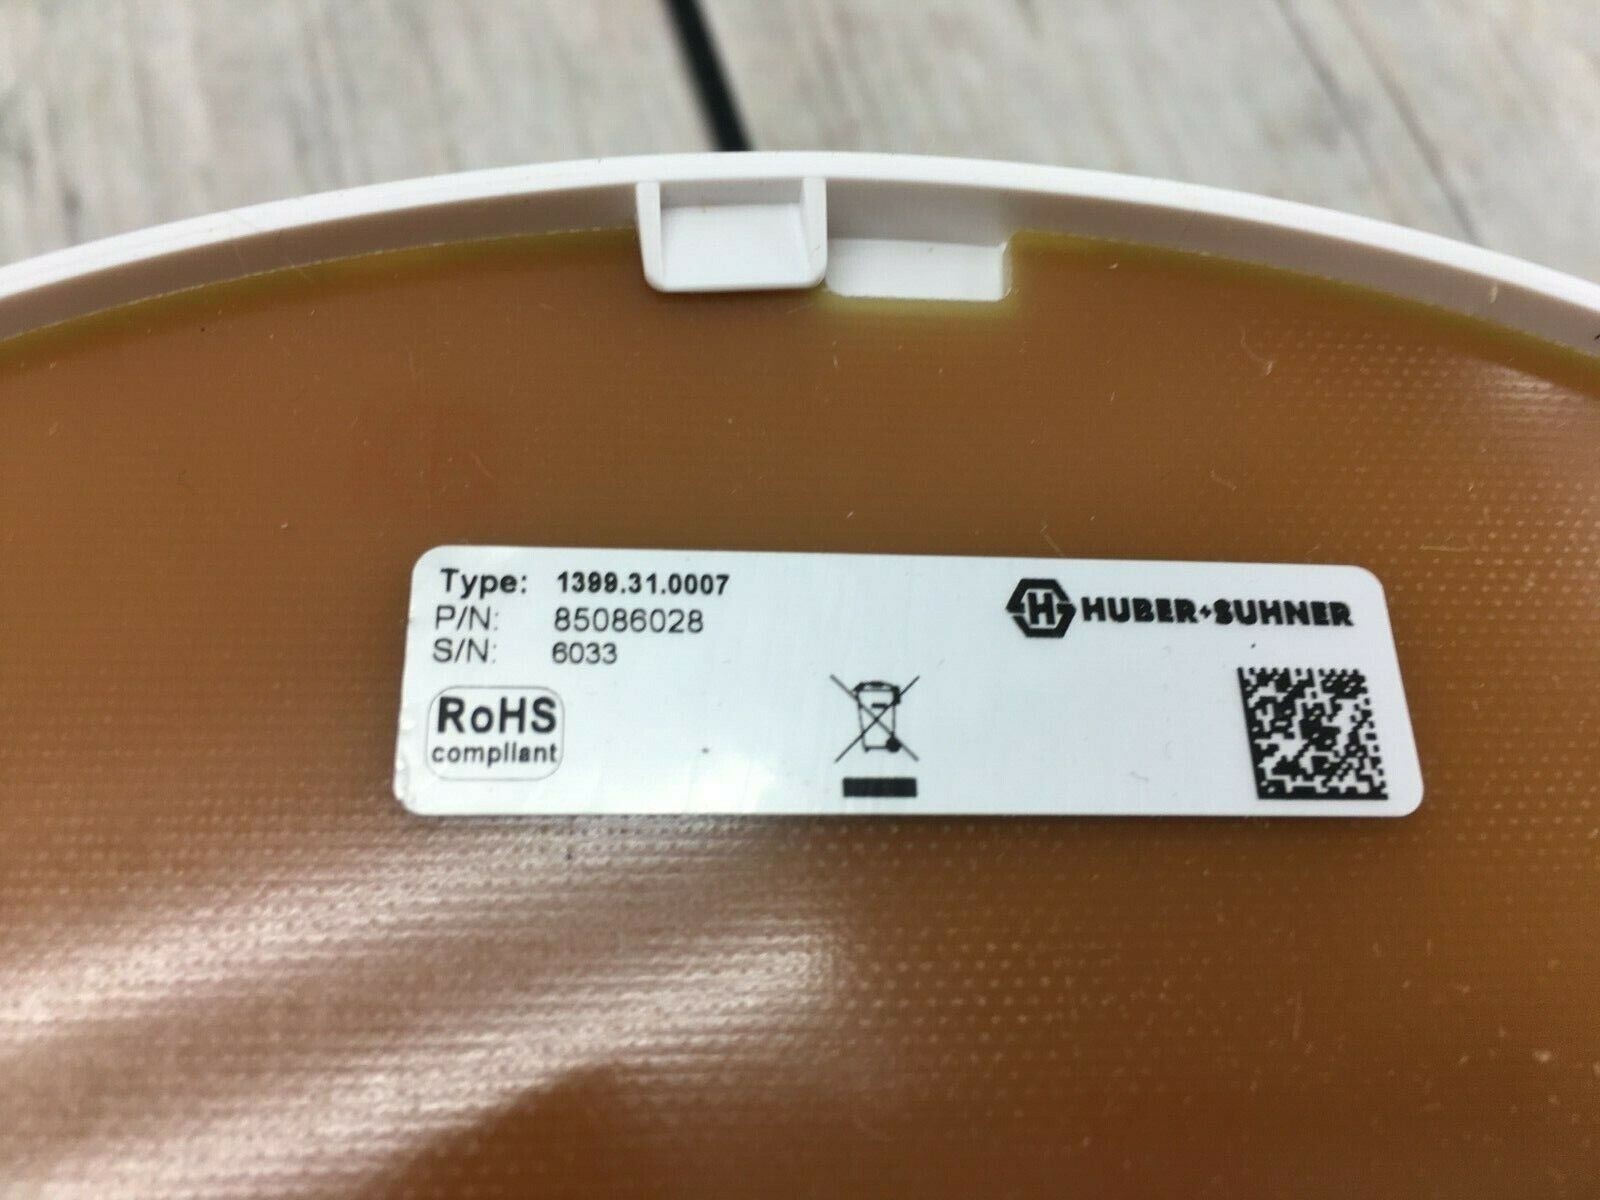 Type: 1399.31.0007
P/N: 85086028
S/N: 6033
H HUBER+SUHNER
RoHS
compliant